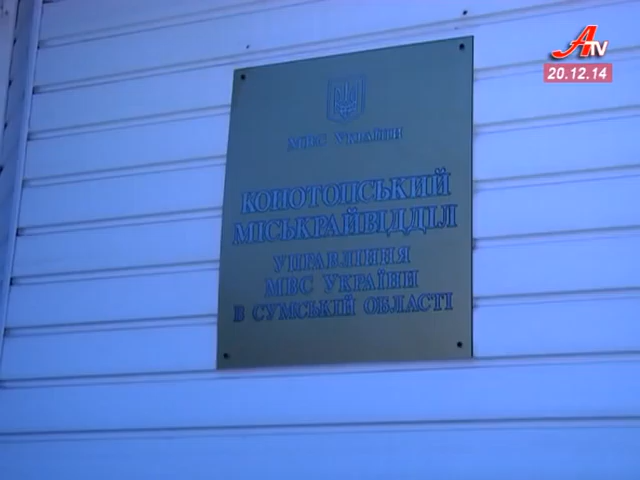 ATV
20.12.14
МВС УКРАЇНИ
КОНОТОПСЬКИЙ
МІСЬКРАЙВІДДІЛ
УПРАВЛІННЯ
МВС УКРАЇНИ
В СУМСЬКІЙ ОБЛАСТІ